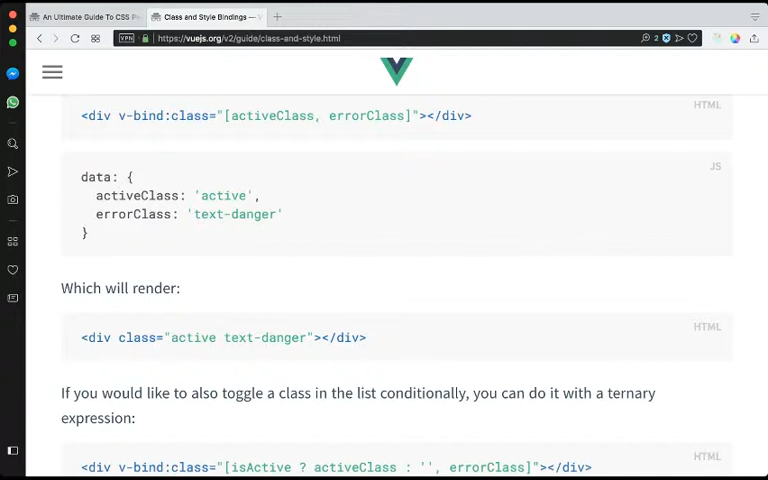 An Ultimate Guide To CSS P
Class and Style Bindings — V
VPN
https://vuejs.org/v2/guide/class-and-style.html
2
HTML
<div v-bind:class="[activeClass, errorClass]"></div>
JS
data: {
activeClass: 'active',
errorClass: 'text-danger'
}
Which will render:
HTML
<div class="active text-danger"></div>
If you would like to also toggle a class in the list conditionally, you can do it with a ternary
expression:
HTML
<div v-bind:class="[isActive ? activeClass : '', errorClass]"></div>